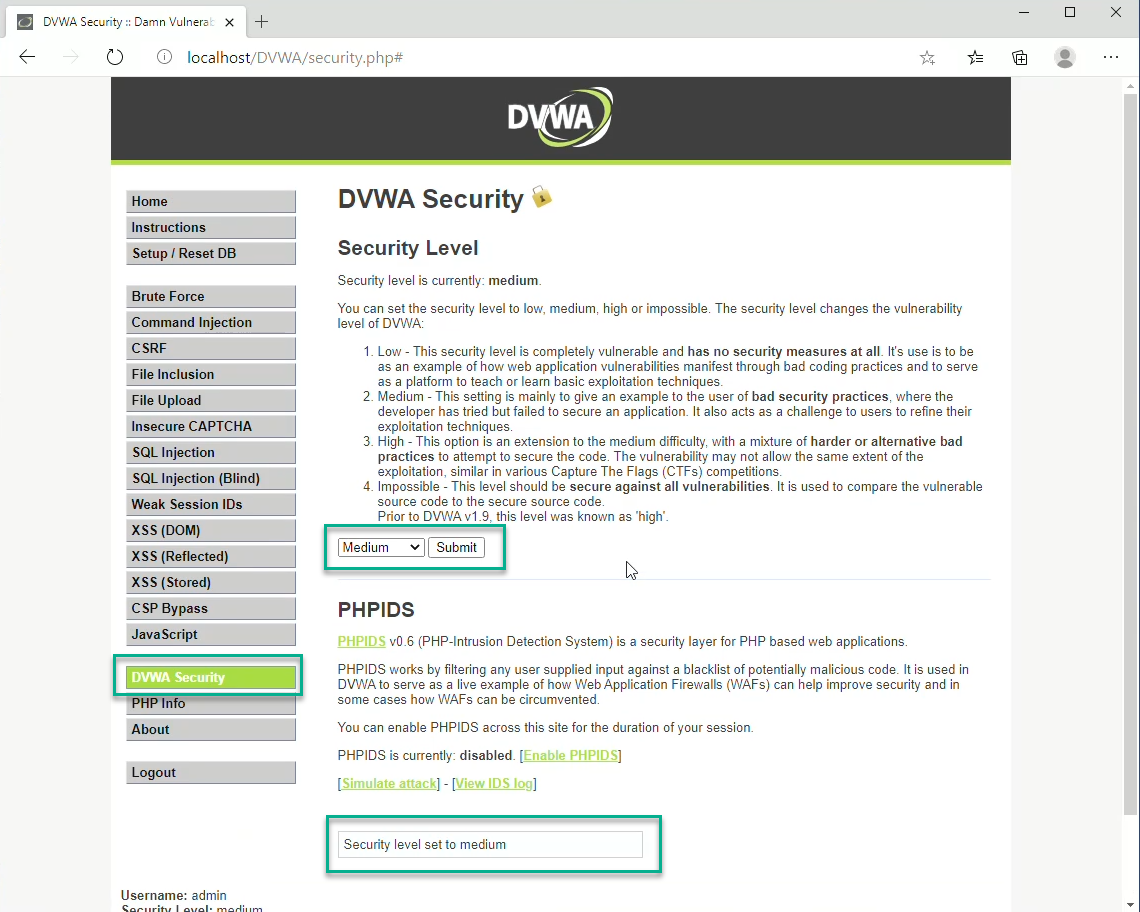 DVWA Security :: Damn Vulnerab
localhost/DVWA/security.php#
DVWA
Home
Instructions
Setup / Reset DB
Brute Force
Command Injection
CSRF
File Inclusion
File Upload
Insecure CAPTCHA
SQL Injection
SQL Injection (Blind)
Weak Session IDs
XSS (DOM)
XSS (Reflected)
XSS (Stored)
CSP Bypass
JavaScript
DVWA Security
PHP Info
About
Logout
DVWA Security
Security Level
Security level is currently: medium.
You can set the security level to low, medium, high or impossible. The security level changes the vulnerability
level of DVWA:
1. Low - This security level is completely vulnerable and has no security measures at all. It's use is to be
as an example of how web application vulnerabilities manifest through bad coding practices and to serve
as a platform to teach or learn basic exploitation techniques.
2. Medium - This setting is mainly to give an example to the user of bad security practices, where the
developer has tried but failed to secure an application. It also acts as a challenge to users to refine their
exploitation techniques.
3. High - This option is an extension to the medium difficulty, with a mixture of harder or alternative bad
practices to attempt to secure the code. The vulnerability may not allow the same extent of the
exploitation, similar in various Capture The Flags (CTFs) competitions.
4. Impossible - This level should be secure against all vulnerabilities. It is used to compare the vulnerable
source code to the secure source code.
Prior to DVWA v1.9, this level was known as 'high'.
Medium Submit
PHPIDS
PHPIDS v0.6 (PHP-Intrusion Detection System) is a security layer for PHP based web applications.
PHPIDS works by filtering any user supplied input against a blacklist of potentially malicious code. It is used in
DVWA to serve as a live example of how Web Application Firewalls (WAFs) can help improve security and in
some cases how WAFs can be circumvented.
You can enable PHPIDS across this site for the duration of your session.
PHPIDS is currently: disabled. [Enable PHPIDS]
[Simulate attack] - [View IDS log]
Security level set to medium
Username: admin
Security Level: medium